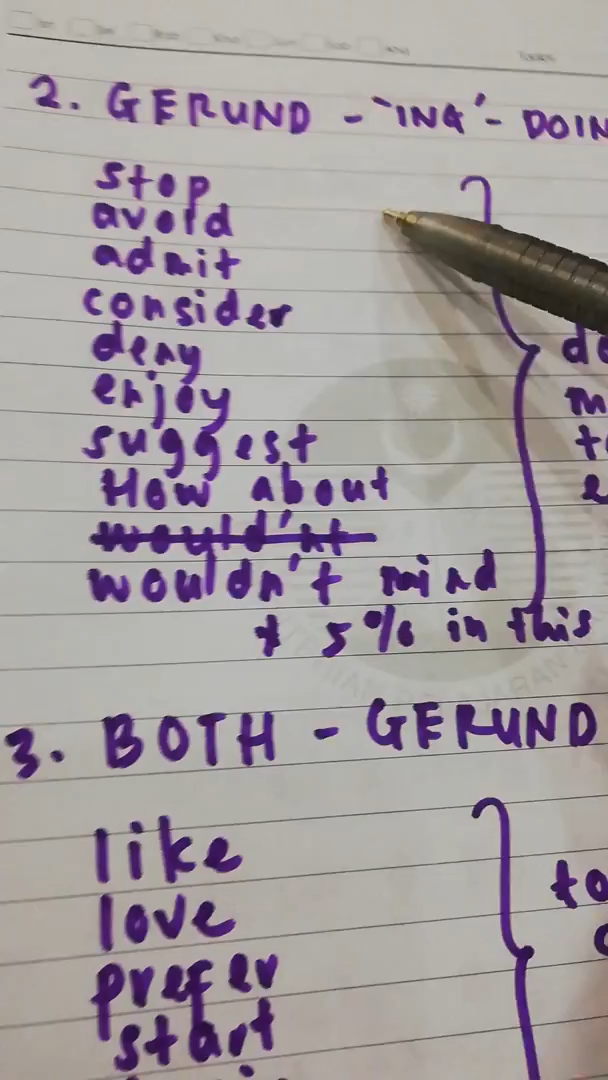 2. GERUND - 'ING' - DOIN
stop
avoid
admit
consider
deny
enjoy
suggest
How about
wouldn't mind
* 5% in this
3. BOTH - GERUND
like
love
prefer
start
to